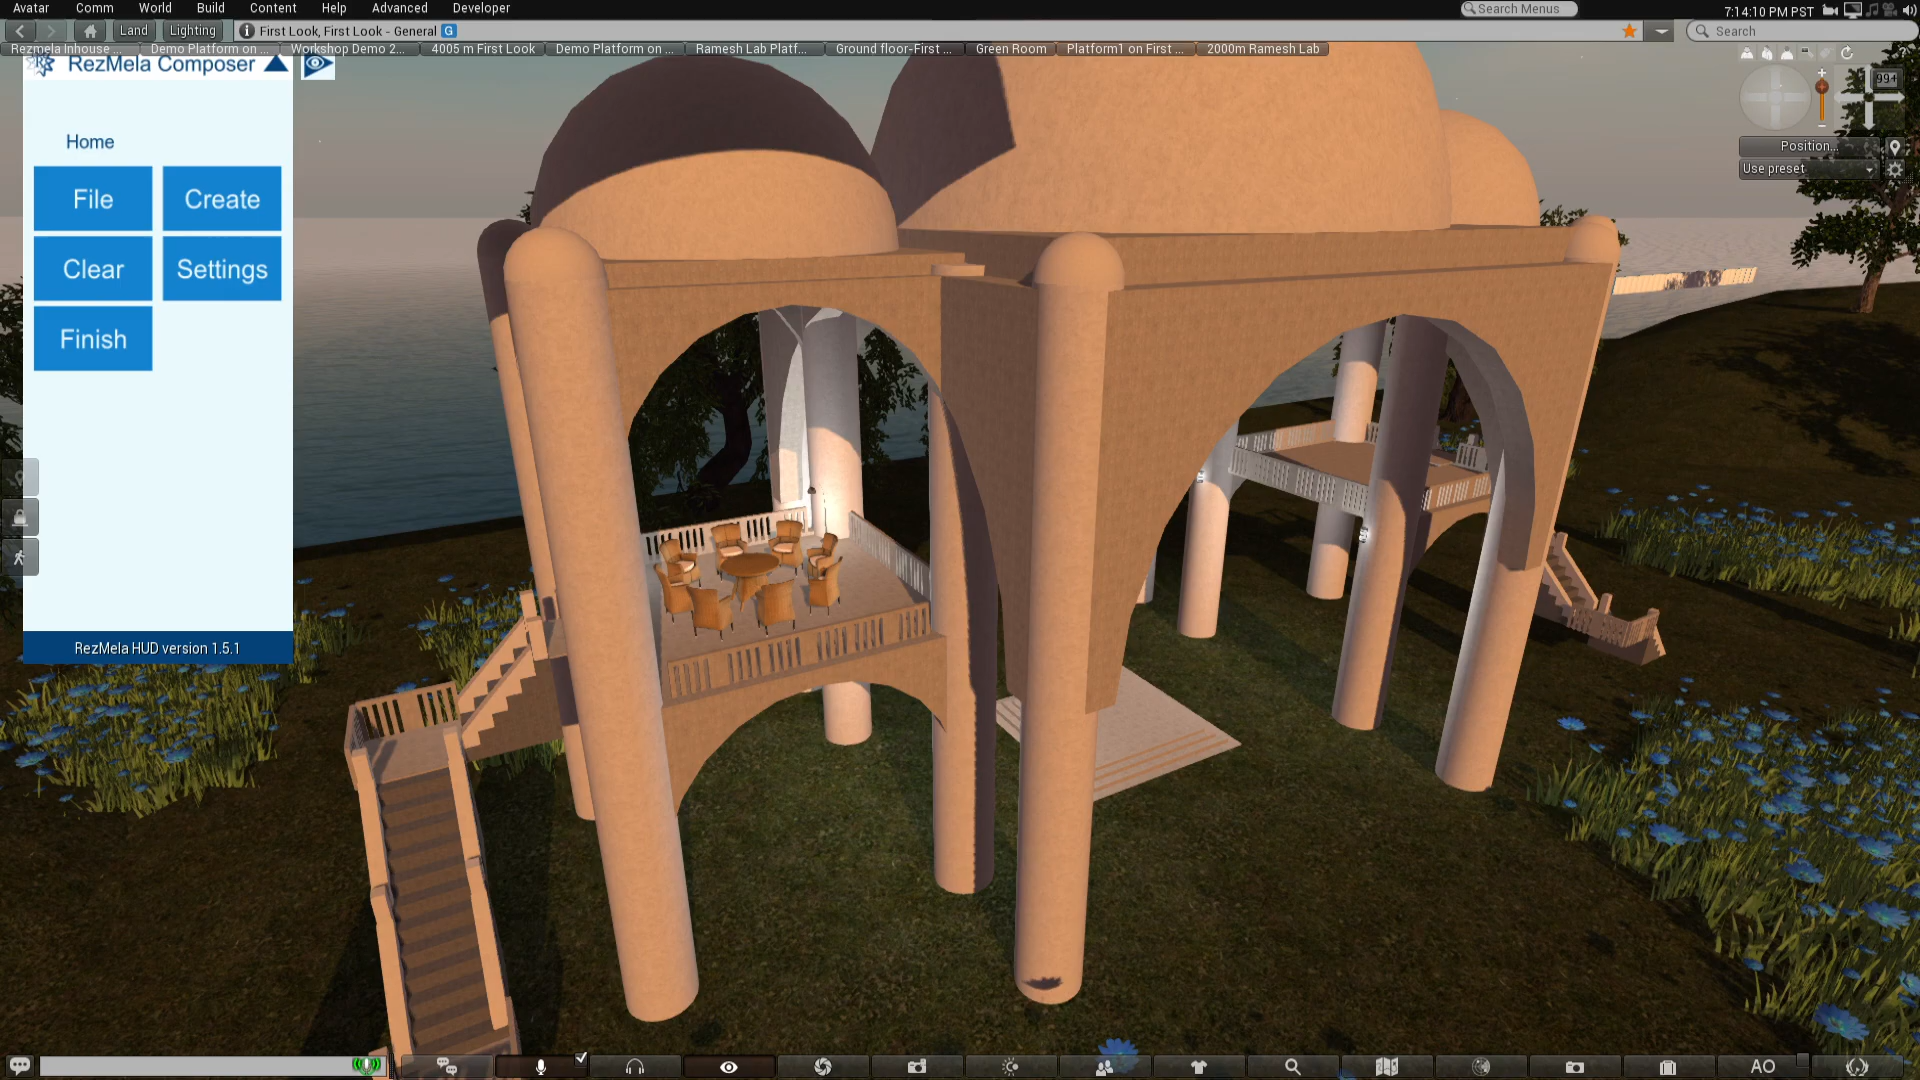 Avatar Comm World Build Content Help Advanced Developer
Search Menus
7:14:10 PM PST
Land Lighting First Look, First Look - General G
Search
Rezmela Inhouse ... Demo Platform on ... Workshop Demo 2... 4005 m First Look Demo Platform on ... Ramesh Lab Platf... Ground floor-First ... Green Room Platform1 on First ... 2000m Ramesh Lab
RezMela Composer
99+
Home
Position...
Use preset
File Create
Clear Settings
Finish
RezMela HUD version 1.5.1
AO